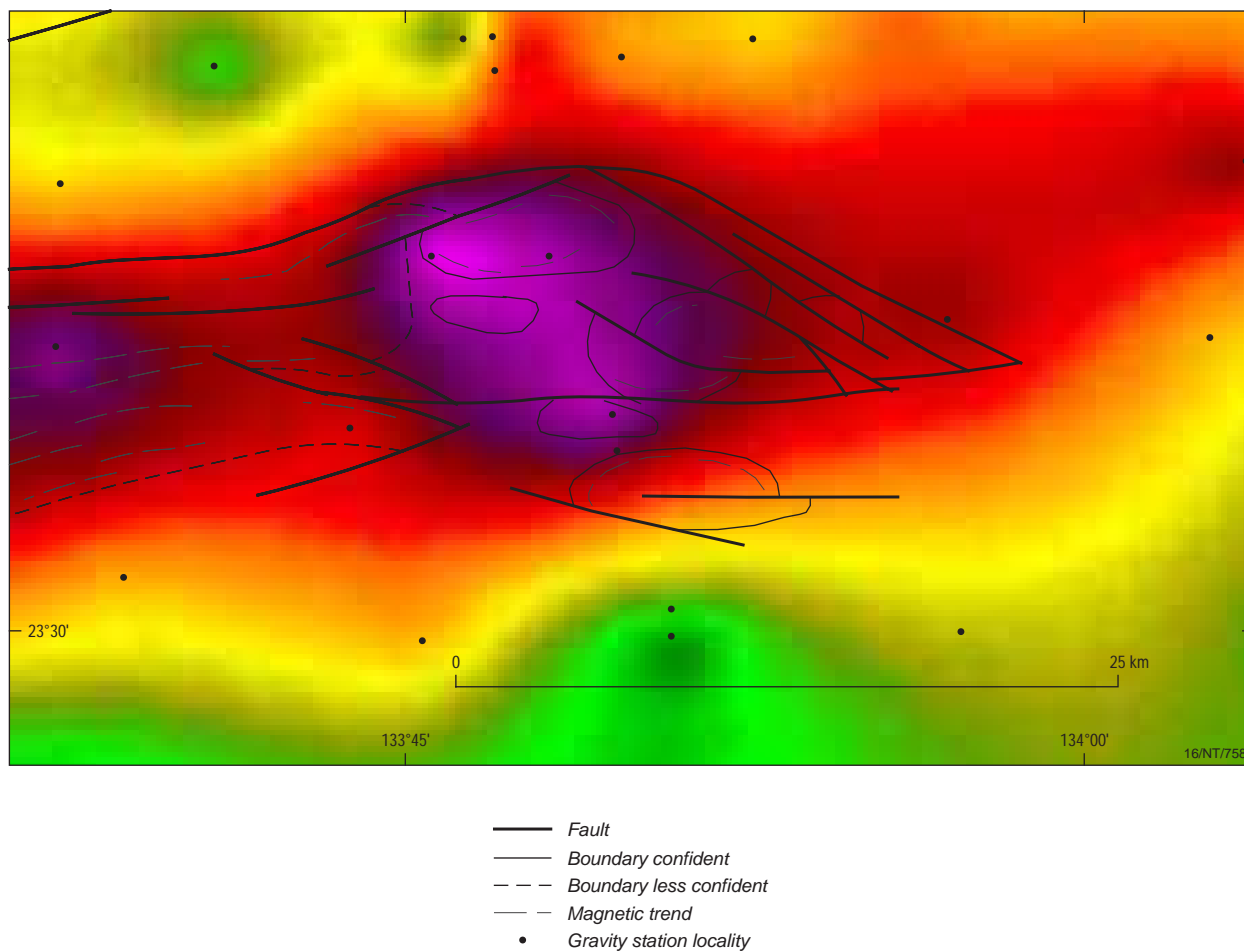 23°30'
0
25 km
133°45'
134°00'
16/NT/758
Fault
Boundary confident
Boundary less confident
Magnetic trend
Gravity station locality